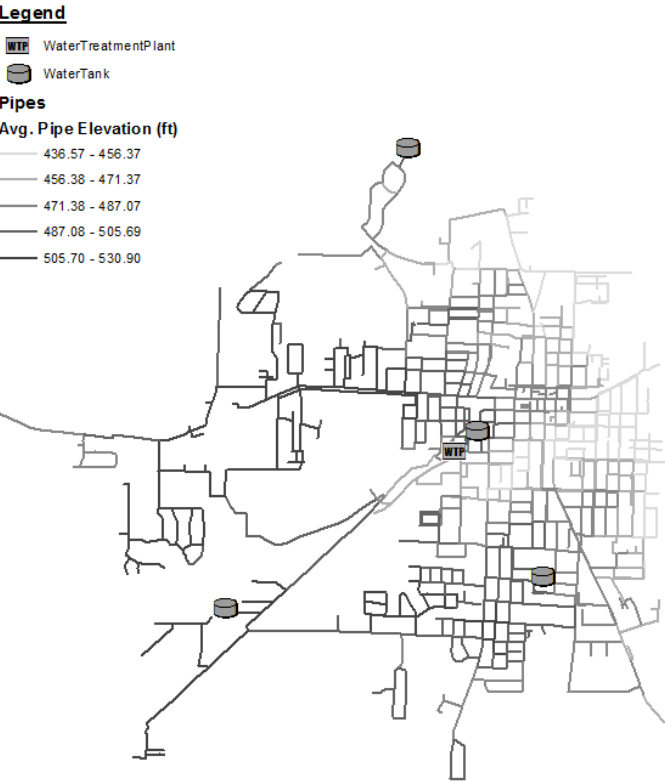 Legend
WTP WaterTreatmentPlant
WaterTank
Pipes
Avg. Pipe Elevation (ft)
436.57 - 456.37
456.38 - 471.37
471.38 - 487.07
487.08 - 505.69
505.70 - 530.90
WTP